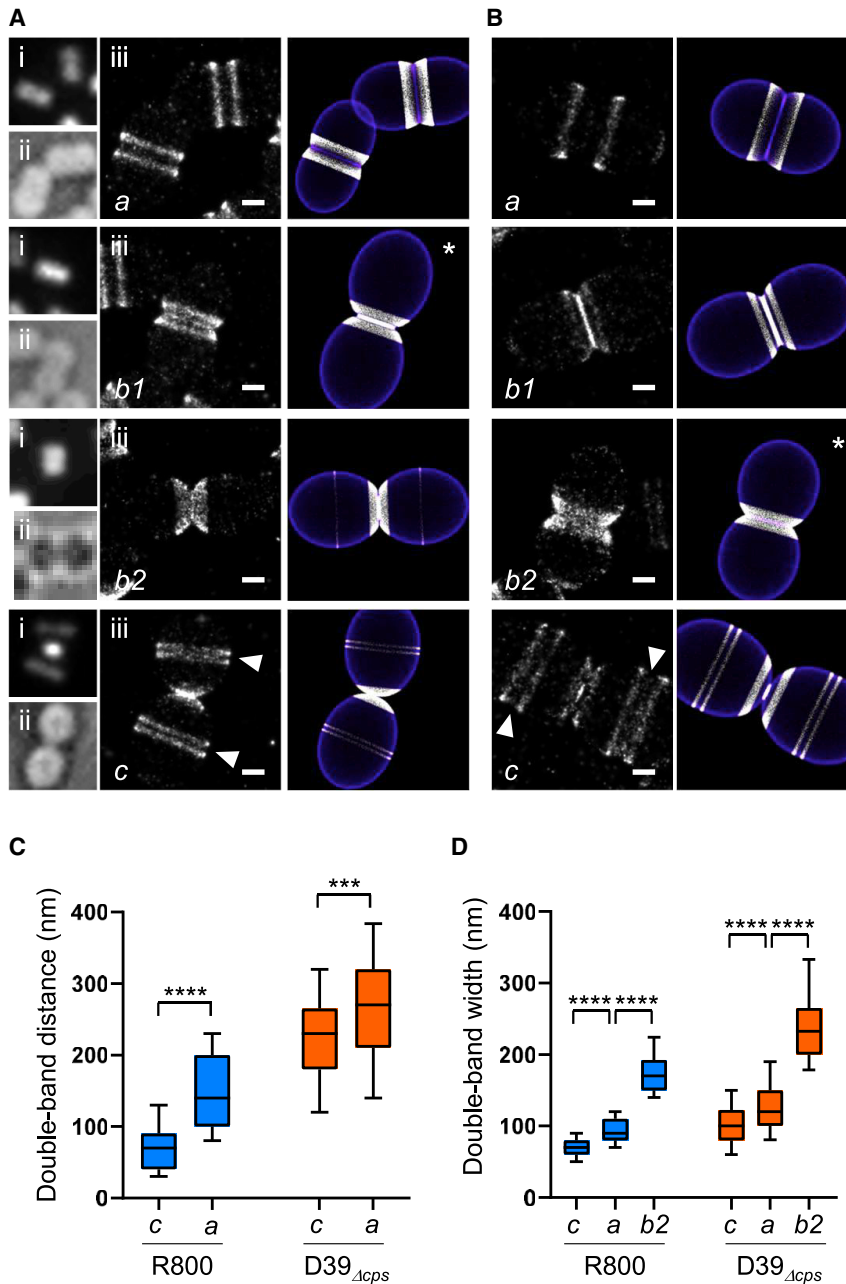 A
B
i
iii
ii
a
a
i
iii
*
ii
b1
b1
i
iii
*
ii
b2
b2
i
iii
ii
c
c
C
D
Double-band distance (nm)
400
300
200
100
0
****
***
c
a
c
a
R800
D39Δcps
Double-band width (nm)
400
300
200
100
0
****
****
****
****
c
a
b2
c
a
b2
R800
D39Δcps